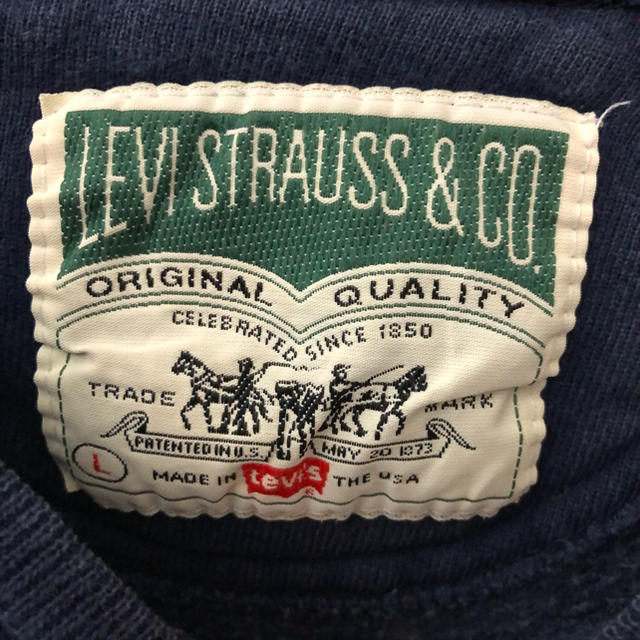 LEVI STRAUSS & CO.
ORIGINAL QUALITY
CELEBRATED SINCE 1850
TRADE MARK
PATENTED IN U.S. MAY 20 1873
L
MADE IN Levi's THE USA
®